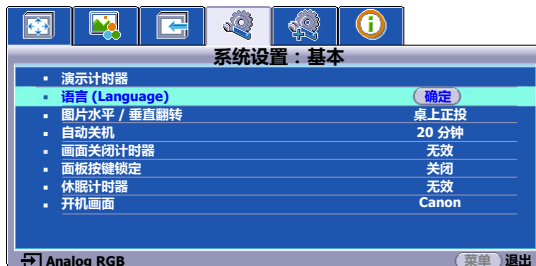 系统设置：基本
演示计时器
语言 (Language) 确定
图片水平 / 垂直翻转 桌上正投
自动关机 20 分钟
画面关闭计时器 无效
面板按键锁定 关闭
休眠计时器 无效
开机画面 Canon
Analog RGB 菜单 退出